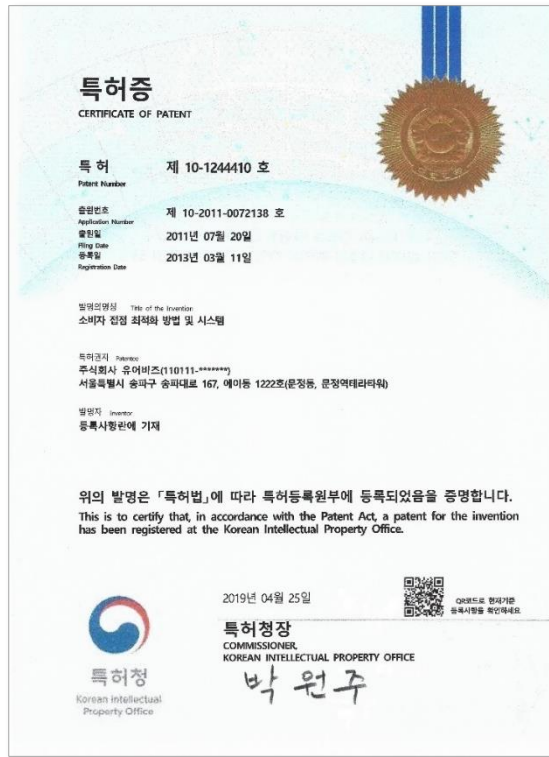 특허증
CERTIFICATE OF PATENT
특 허 제 10-1244410 호
Patent Number
출원번호 제 10-2011-0072138 호
Application Number
출원일 2011년 07월 20일
Filing Date
등록일 2013년 03월 11일
Registration Date
발명의명칭 Title of the Invention
소비자 접점 최적화 방법 및 시스템
특허권자 Patentee
주식회사 유어비즈(110111-*******)
서울특별시 송파구 송파대로 167, 에이동 1222호(문정동, 문정역테라타워)
발명자 Inventor
등록사항란에 기재
위의 발명은 「특허법」에 따라 특허등록원부에 등록되었음을 증명합니다.
This is to certify that, in accordance with the Patent Act, a patent for the invention
has been registered at the Korean Intellectual Property Office.
2019년 04월 25일
QR코드로 현재기준
등록사항을 확인하세요
특허청장
COMMISSIONER,
KOREAN INTELLECTUAL PROPERTY OFFICE
박원주
특허청
Korean Intellectual
Property Office